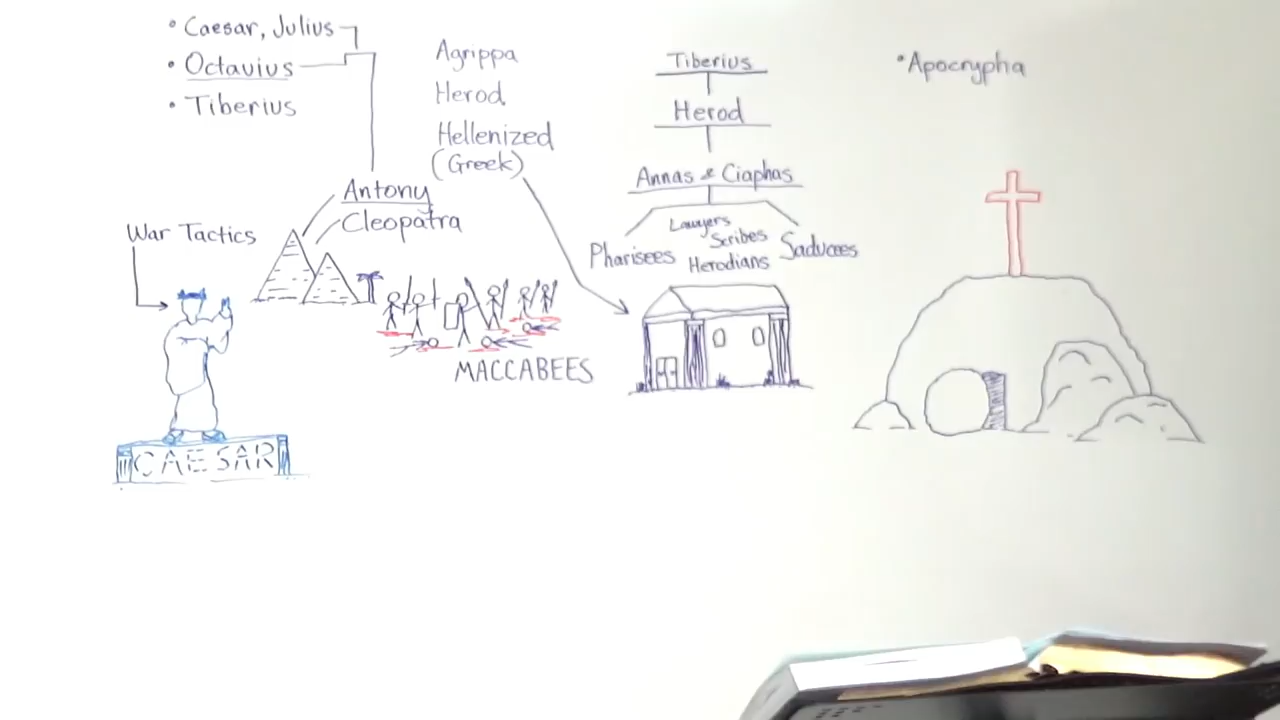 • Caesar, Julius
• Octavius
• Tiberius
Antony
Cleopatra
War Tactics
CAESAR
Agrippa
Herod
Hellenized
(Greek)
MACCABEES
Tiberius
Herod
Annas & Ciaphas
Pharisees
Lawyers
Scribes
Herodians
Saducees
• Apocrypha